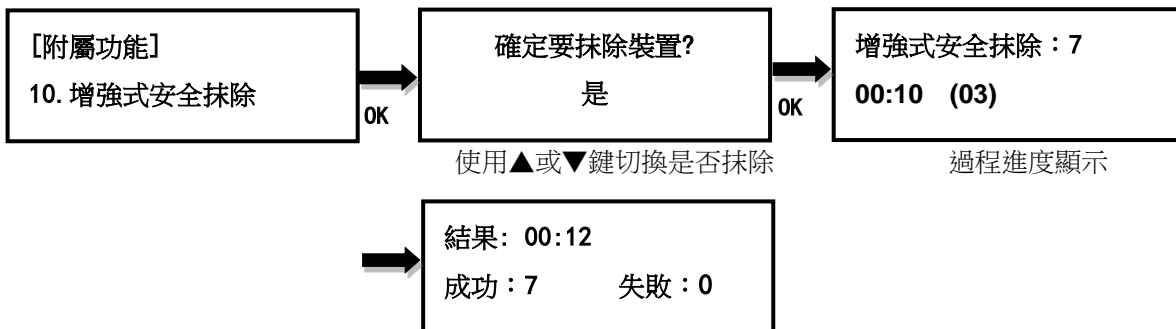 [附屬功能]
10.增強式安全抹除
OK
確定要抹除裝置?
是
OK
使用▲或▼鍵切換是否抹除
增強式安全抹除：7
00:10 (03)
過程進度顯示
結果: 00:12
成功：7 失敗：0